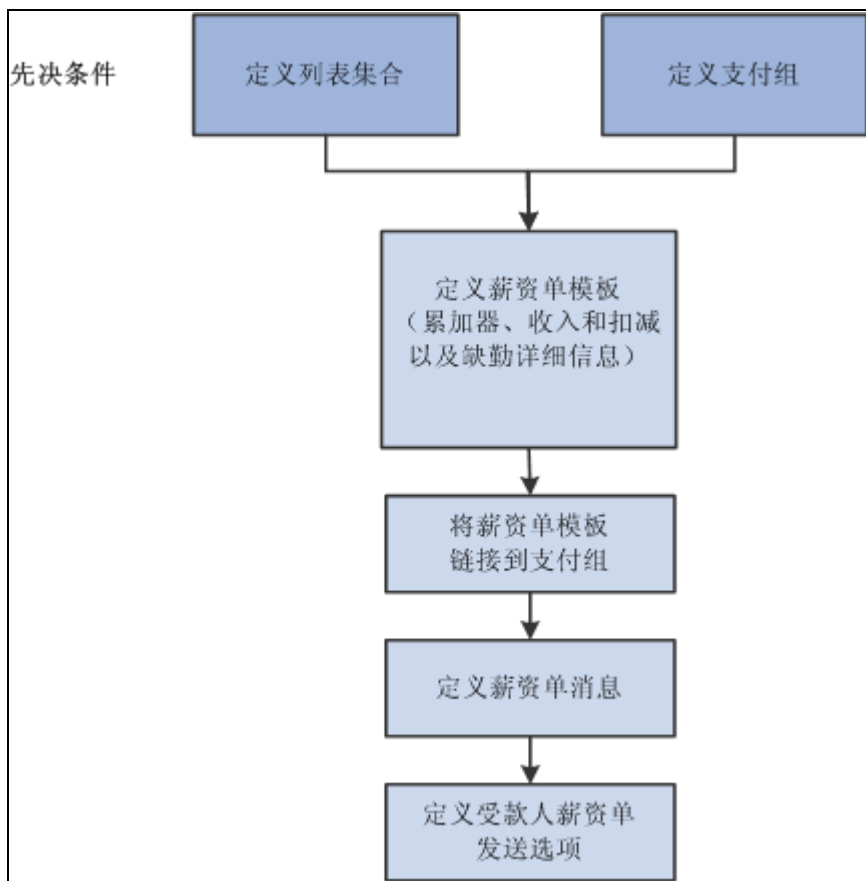 先决条件
定义列表集合
定义支付组
定义薪资单模板
（累加器、收入和扣减
以及缺勤详细信息）
将薪资单模板
链接到支付组
定义薪资单消息
定义受款人薪资单
发送选项